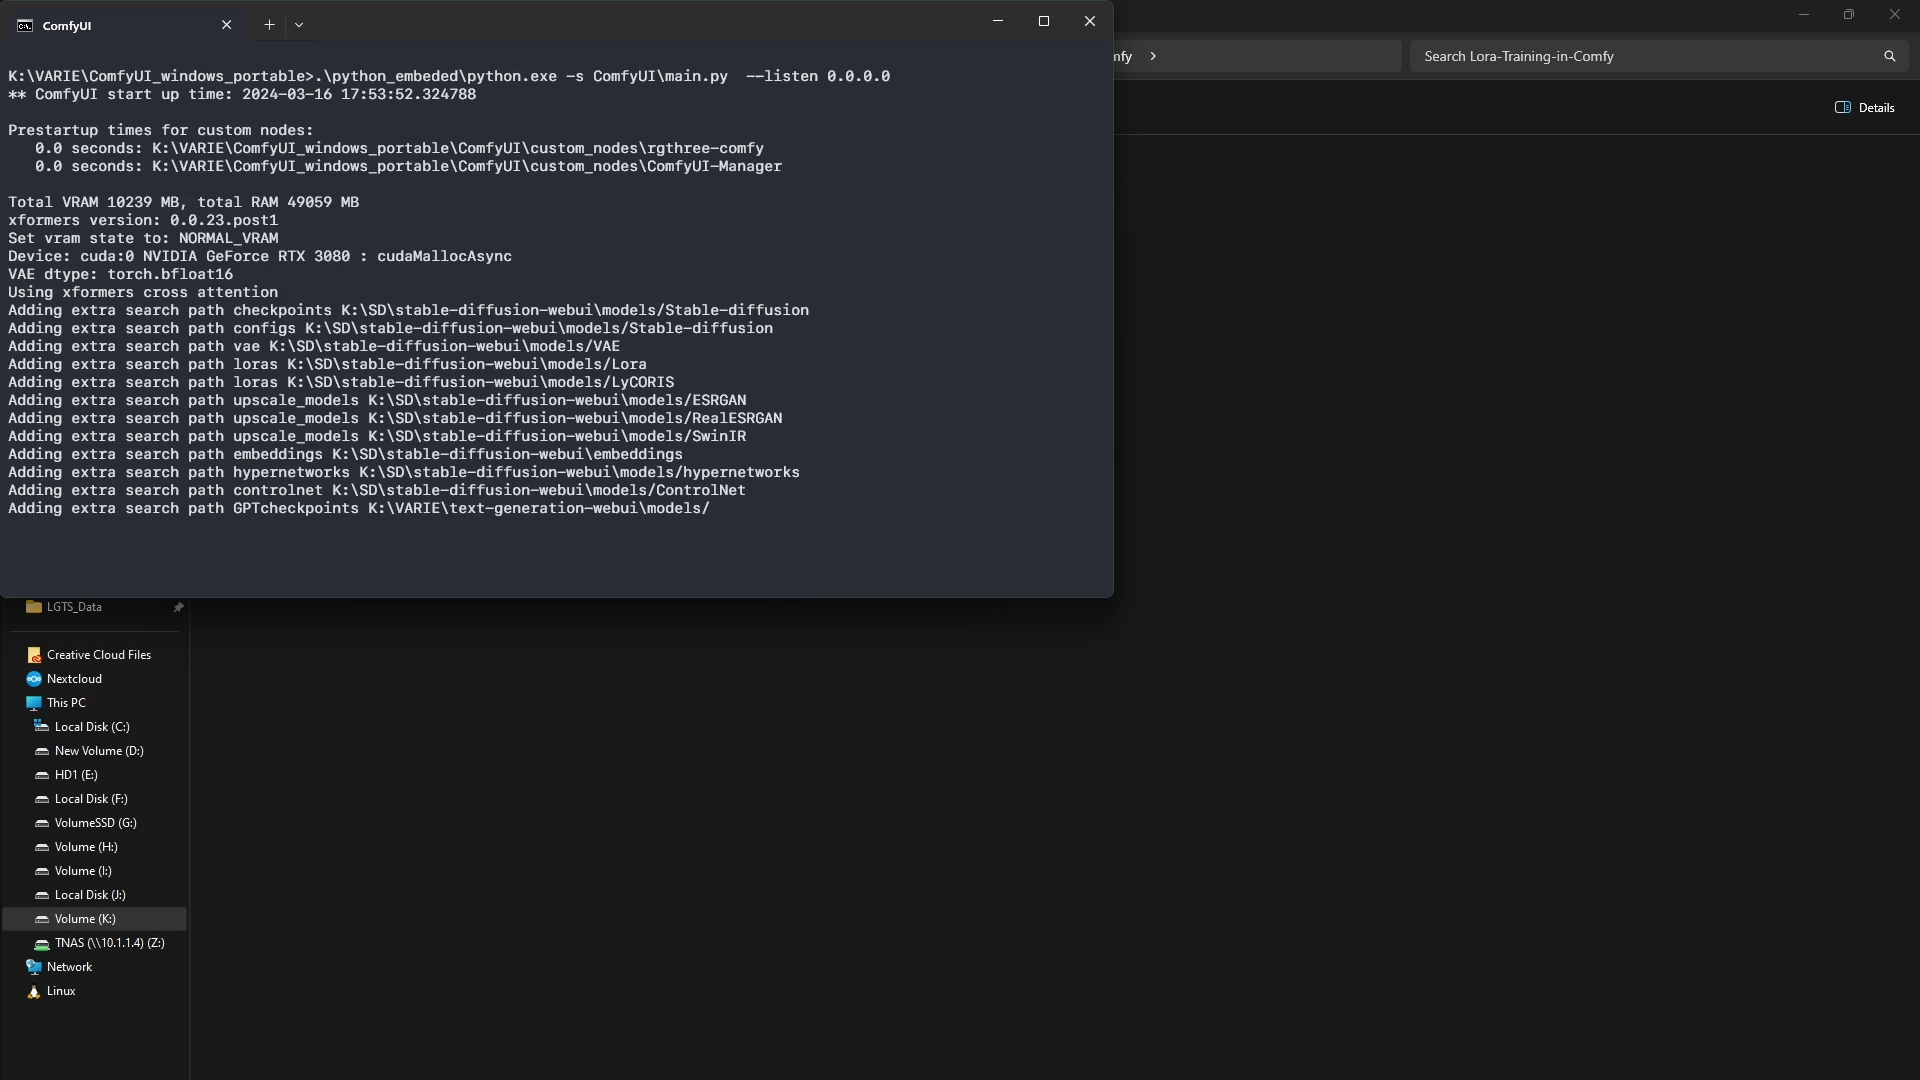 ComfyUI
K:\VARIE\ComfyUI_windows_portable>.\python_embeded\python.exe -s ComfyUI\main.py  --listen 0.0.0.0
** ComfyUI start up time: 2024-03-16 17:53:52.324788
Prestartup times for custom nodes:
0.0 seconds: K:\VARIE\ComfyUI_windows_portable\ComfyUI\custom_nodes\rgthree-comfy
0.0 seconds: K:\VARIE\ComfyUI_windows_portable\ComfyUI\custom_nodes\ComfyUI-Manager
Total VRAM 10239 MB, total RAM 49059 MB
xformers version: 0.0.23.post1
Set vram state to: NORMAL_VRAM
Device: cuda:0 NVIDIA GeForce RTX 3080 : cudaMallocAsync
VAE dtype: torch.bfloat16
Using xformers cross attention
Adding extra search path checkpoints K:\SD\stable-diffusion-webui\models/Stable-diffusion
Adding extra search path configs K:\SD\stable-diffusion-webui\models/Stable-diffusion
Adding extra search path vae K:\SD\stable-diffusion-webui\models/VAE
Adding extra search path loras K:\SD\stable-diffusion-webui\models/Lora
Adding extra search path loras K:\SD\stable-diffusion-webui\models/LyCORIS
Adding extra search path upscale_models K:\SD\stable-diffusion-webui\models/ESRGAN
Adding extra search path upscale_models K:\SD\stable-diffusion-webui\models/RealESRGAN
Adding extra search path upscale_models K:\SD\stable-diffusion-webui\models/SwinIR
Adding extra search path embeddings K:\SD\stable-diffusion-webui\embeddings
Adding extra search path hypernetworks K:\SD\stable-diffusion-webui\models/hypernetworks
Adding extra search path controlnet K:\SD\stable-diffusion-webui\models/ControlNet
Adding extra search path GPTcheckpoints K:\VARIE\text-generation-webui\models/
mfy
Search Lora-Training-in-Comfy
Details
LGTS_Data
Creative Cloud Files
Nextcloud
This PC
Local Disk (C:)
New Volume (D:)
HD1 (E:)
Local Disk (F:)
VolumeSSD (G:)
Volume (H:)
Volume (I:)
Local Disk (J:)
Volume (K:)
TNAS (\\10.1.1.4) (Z:)
Network
Linux